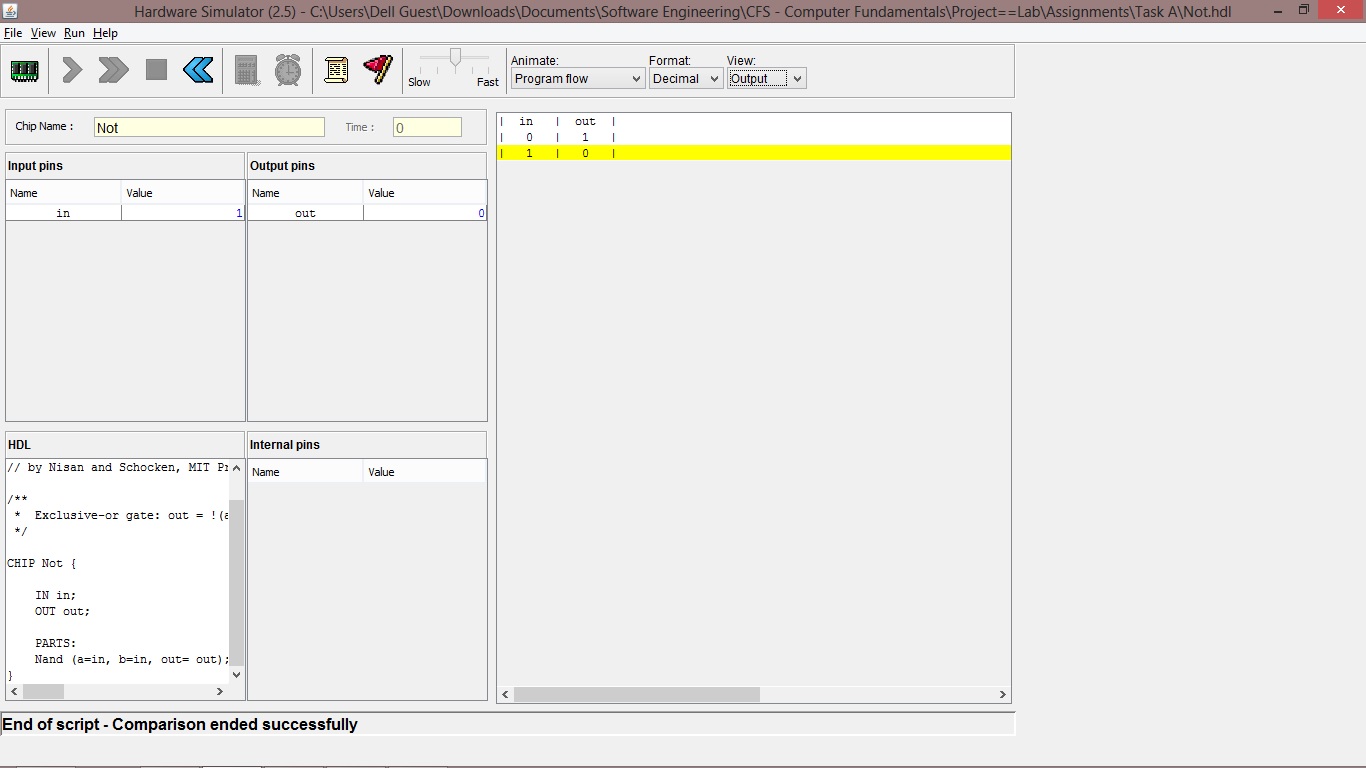 Hardware Simulator (2.5) - C:\Users\Dell Guest\Downloads\Documents\Software Engineering\CFS - Computer Fundamentals\Project==Lab\Assignments\Task A\Not.hdl
File View Run Help
Animate: Format: View:
Slow Fast Program flow Decimal Output
Chip Name : Not Time : 0
Input pins Output pins
Name Value Name Value
in 1 out 0
| in | out |
| 0 | 1 |
| 1 | 0 |
HDL Internal pins
Name Value
// by Nisan and Schocken, MIT Pr
/**
* Exclusive-or gate: out = !(a
*/
CHIP Not {
IN in;
OUT out;
PARTS:
Nand (a=in, b=in, out= out);
}
End of script - Comparison ended successfully